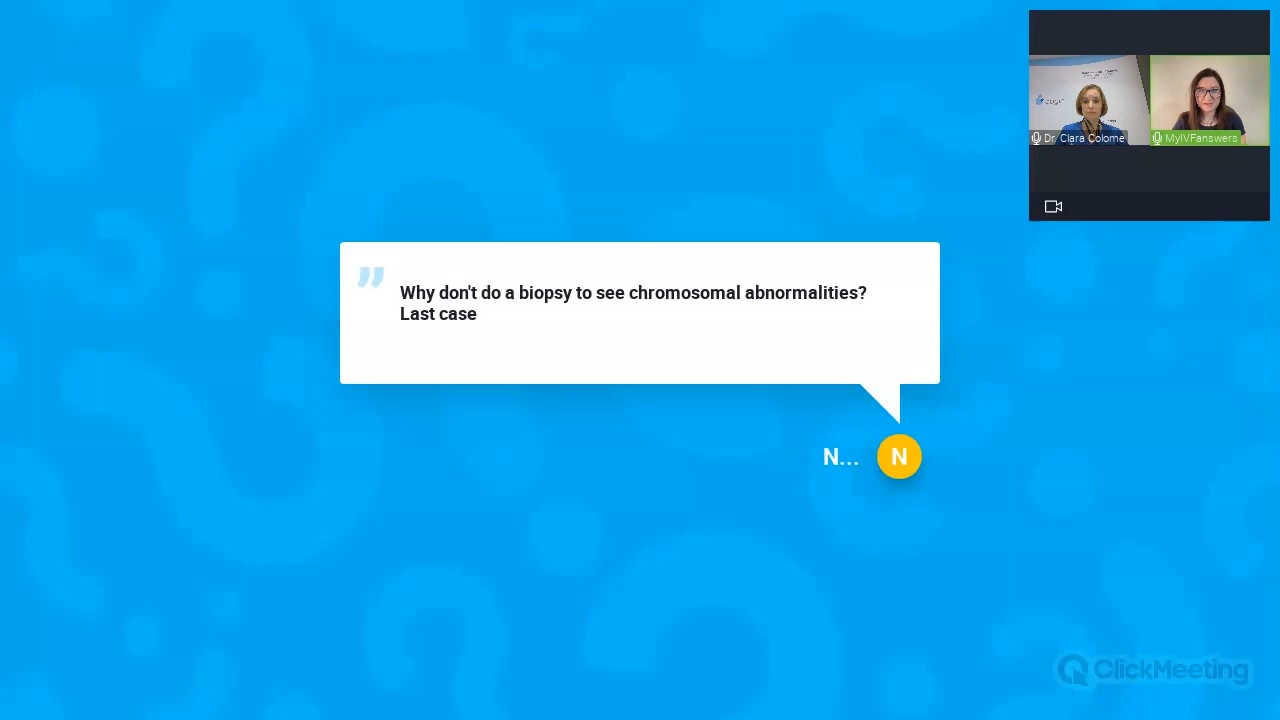 Dr. Clara Colome
MyIVFanswers
Why don't do a biopsy to see chromosomal abnormalities?
Last case
N...
N
ClickMeeting